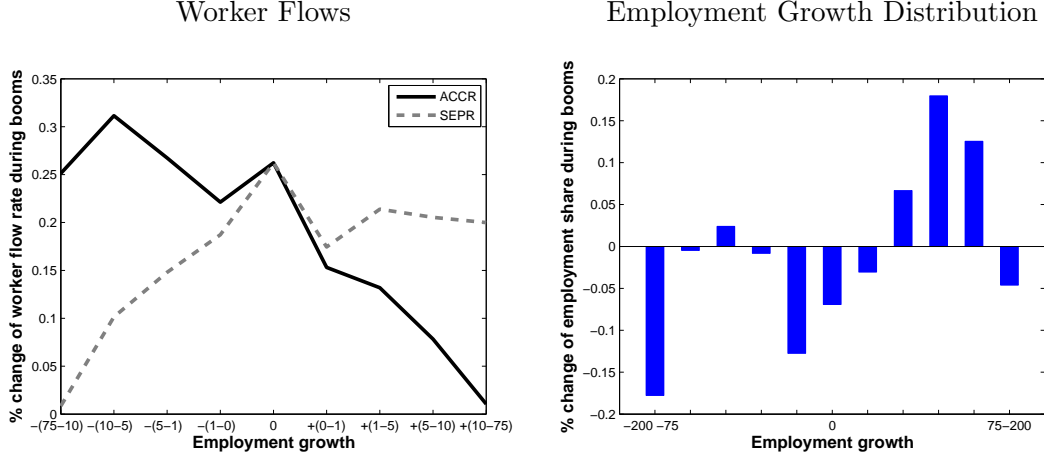 Worker Flows
% change of worker flow rate during booms
0.35
0.3
0.25
0.2
0.15
0.1
0.05
0
ACCR
SEPR
−(75−10) −(10−5) −(5−1) −(1−0) 0 +(0−1) +(1−5) +(5−10) +(10−75)
Employment growth
Employment Growth Distribution
% change of employment share during booms
0.2
0.15
0.1
0.05
0
−0.05
−0.1
−0.15
−0.2
−200 −75 0 75−200
Employment growth